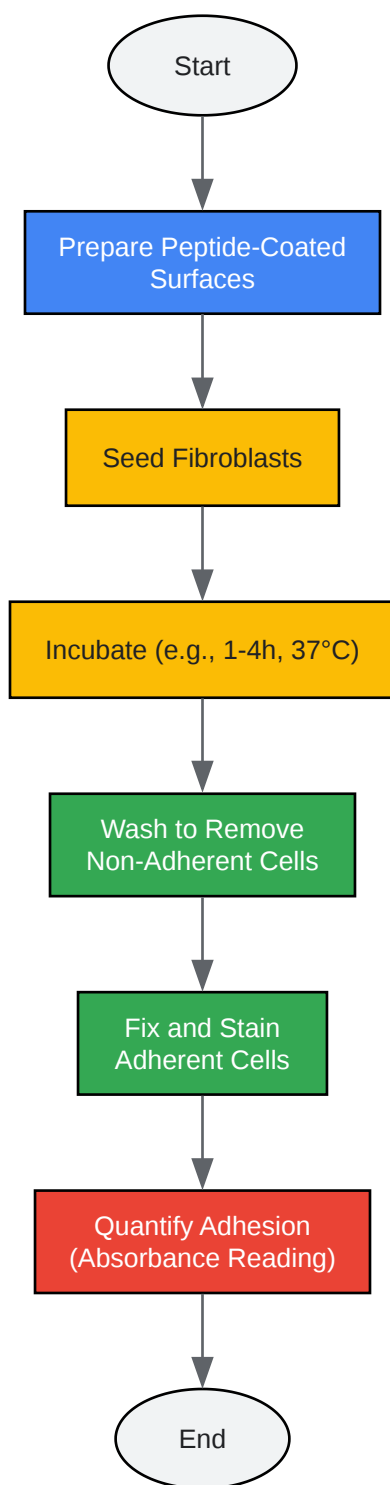 Start
Prepare Peptide-Coated
Surfaces
Seed Fibroblasts
Incubate (e.g., 1-4h, 37°C)
Wash to Remove
Non-Adherent Cells
Fix and Stain
Adherent Cells
Quantify Adhesion
(Absorbance Reading)
End